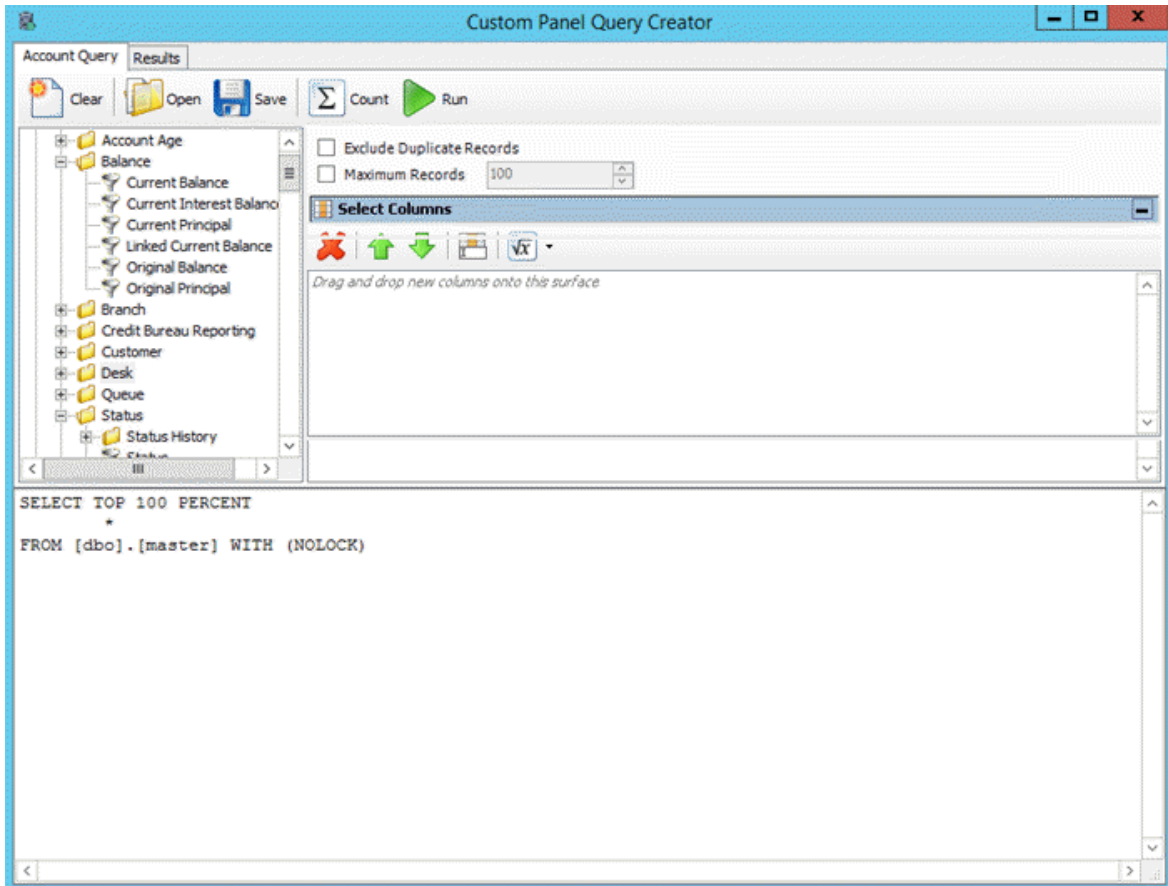 Custom Panel Query Creator
Account Query Results
Clear Open Save Count Run
Account Age
Balance
Current Balance
Current Interest Balanc
Current Principal
Linked Current Balance
Original Balance
Original Principal
Branch
Credit Bureau Reporting
Customer
Desk
Queue
Status
Status History
Status
Exclude Duplicate Records
Maximum Records 100
Select Columns
Drag and drop new columns onto this surface
SELECT TOP 100 PERCENT
*
FROM [dbo].[master] WITH (NOLOCK)